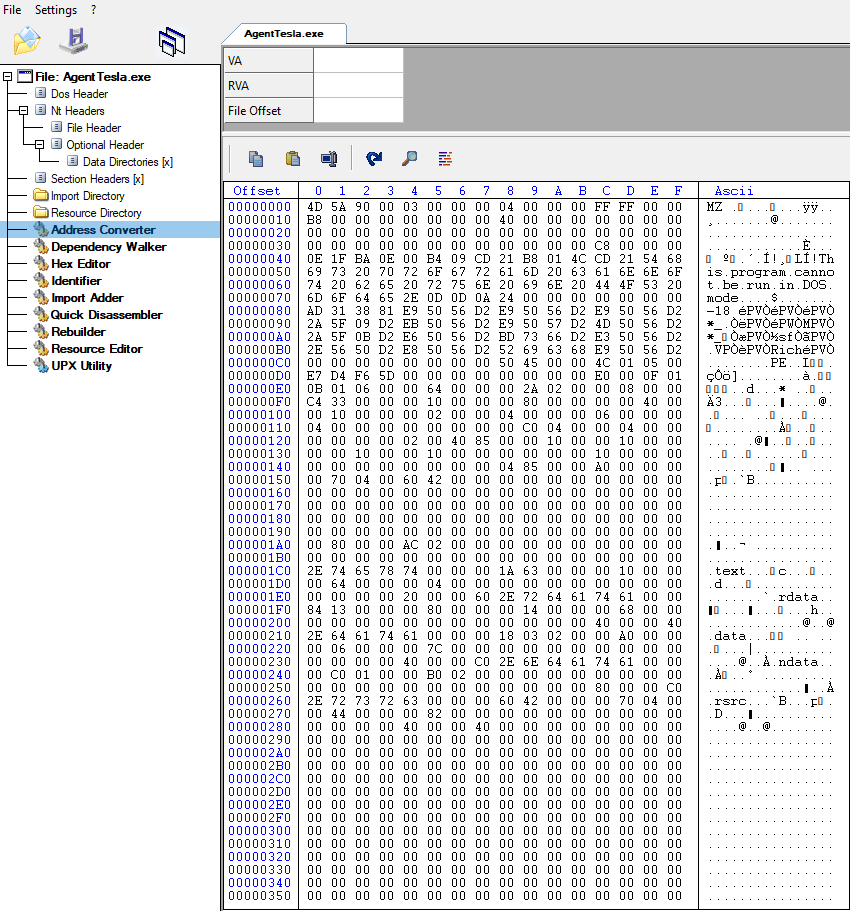 File Settings ?
File: AgentTesla.exe
Dos Header
Nt Headers
File Header
Optional Header
Data Directories [x]
Section Headers [x]
Import Directory
Resource Directory
Address Converter
Dependency Walker
Hex Editor
Identifier
Import Adder
Quick Disassembler
Rebuilder
Resource Editor
UPX Utility
AgentTesla.exe
VA
RVA
File Offset
Offset 0 1 2 3 4 5 6 7 8 9 A B C D E F Ascii
00000000 4D 5A 90 00 03 00 00 00 04 00 00 00 FF FF 00 00 MZ
00000010 B8 00 00 00 00 00 00 00 40 00 00 00 00 00 00 00 ¸.......@.......
00000020 00 00 00 00 00 00 00 00 00 00 00 00 00 00 00 00 ................
00000030 00 00 00 00 00 00 00 00 00 00 00 00 C8 00 00 00 ............È...
00000040 0E 1F BA 0E 00 B4 09 CD 21 B8 01 4C CD 21 54 68
00000050 69 73 20 70 72 6F 67 72 61 6D 20 63 61 6E 6E 6F is.program.canno
00000060 74 20 62 65 20 72 75 6E 20 69 6E 20 44 4F 53 20 t.be.run.in.DOS.
00000070 6D 6F 64 65 2E 0D 0D 0A 24 00 00 00 00 00 00 00 mode....$.......
00000080 AD 31 38 81 E9 50 56 D2 E9 50 56 D2 E9 50 56 D2
00000090 2A 5F 09 D2 EB 50 56 D2 E9 50 57 D2 4D 50 56 D2
000000A0 2A 5F 0B D2 E6 50 56 D2 BD 73 66 D2 E3 50 56 D2
000000B0 2E 56 50 D2 E8 50 56 D2 52 69 63 68 E9 50 56 D2 .VPÒèPVÒRichéPVÒ
000000C0 00 00 00 00 00 00 00 00 50 45 00 00 4C 01 05 00
000000D0 E7 D4 F6 5D 00 00 00 00 00 00 00 00 E0 00 0F 01
000000E0 0B 01 06 00 00 64 00 00 00 2A 02 00 00 08 00 00
000000F0 C4 33 00 00 00 10 00 00 00 80 00 00 00 00 40 00
00000100 00 10 00 00 00 02 00 00 04 00 00 00 06 00 00 00
00000110 04 00 00 00 00 00 00 00 00 C0 04 00 00 04 00 00
00000120 00 00 00 00 02 00 40 85 00 00 10 00 00 10 00 00
00000130 00 00 10 00 00 10 00 00 00 00 00 00 10 00 00 00
00000140 00 00 00 00 00 00 00 00 04 85 00 00 A0 00 00 00
00000150 00 70 04 00 60 42 00 00 00 00 00 00 00 00 00 00
00000160 00 00 00 00 00 00 00 00 00 00 00 00 00 00 00 00 ................
00000170 00 00 00 00 00 00 00 00 00 00 00 00 00 00 00 00 ................
00000180 00 00 00 00 00 00 00 00 00 00 00 00 00 00 00 00 ................
00000190 00 00 00 00 00 00 00 00 00 00 00 00 00 00 00 00 ................
000001A0 00 80 00 00 AC 02 00 00 00 00 00 00 00 00 00 00
000001B0 00 00 00 00 00 00 00 00 00 00 00 00 00 00 00 00 ................
000001C0 2E 74 65 78 74 00 00 00 1A 63 00 00 00 10 00 00 .text
000001D0 00 64 00 00 00 04 00 00 00 00 00 00 00 00 00 00
000001E0 00 00 00 00 20 00 00 60 2E 72 64 61 74 61 00 00 .......`.rdata..
000001F0 84 13 00 00 00 80 00 00 00 14 00 00 00 68 00 00
00000200 00 00 00 00 00 00 00 00 00 00 00 00 40 00 00 40 ............@..@
00000210 2E 64 61 74 61 00 00 00 18 03 02 00 00 A0 00 00 .data
00000220 00 06 00 00 00 7C 00 00 00 00 00 00 00 00 00 00
00000230 00 00 00 00 40 00 00 C0 2E 6E 64 61 74 61 00 00 ....@..À.ndata..
00000240 00 C0 01 00 00 B0 02 00 00 00 00 00 00 00 00 00
00000250 00 00 00 00 00 00 00 00 00 00 00 00 80 00 00 C0
00000260 2E 72 73 72 63 00 00 00 60 42 00 00 00 70 04 00 .rsrc...`B...p
00000270 00 44 00 00 00 82 00 00 00 00 00 00 00 00 00 00
00000280 00 00 00 00 40 00 00 40 00 00 00 00 00 00 00 00 ....@..@........
00000290 00 00 00 00 00 00 00 00 00 00 00 00 00 00 00 00 ................
000002A0 00 00 00 00 00 00 00 00 00 00 00 00 00 00 00 00 ................
000002B0 00 00 00 00 00 00 00 00 00 00 00 00 00 00 00 00 ................
000002C0 00 00 00 00 00 00 00 00 00 00 00 00 00 00 00 00 ................
000002D0 00 00 00 00 00 00 00 00 00 00 00 00 00 00 00 00 ................
000002E0 00 00 00 00 00 00 00 00 00 00 00 00 00 00 00 00 ................
000002F0 00 00 00 00 00 00 00 00 00 00 00 00 00 00 00 00 ................
00000300 00 00 00 00 00 00 00 00 00 00 00 00 00 00 00 00 ................
00000310 00 00 00 00 00 00 00 00 00 00 00 00 00 00 00 00 ................
00000320 00 00 00 00 00 00 00 00 00 00 00 00 00 00 00 00 ................
00000330 00 00 00 00 00 00 00 00 00 00 00 00 00 00 00 00 ................
00000340 00 00 00 00 00 00 00 00 00 00 00 00 00 00 00 00 ................
00000350 00 00 00 00 00 00 00 00 00 00 00 00 00 00 00 00 ................